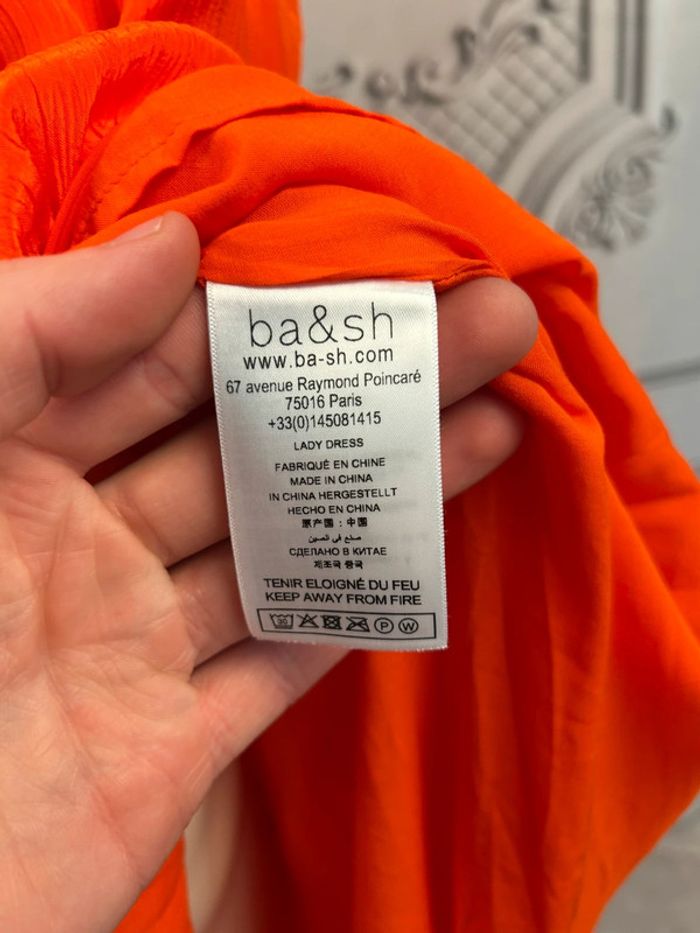 ba&sh
www.ba-sh.com
67 avenue Raymond Poincaré
75016 Paris
+33(0)145081415
LADY DRESS
FABRIQUÉ EN CHINE
MADE IN CHINA
IN CHINA HERGESTELLT
HECHO EN CHINA
原产国：中国
صنع في الصين
СДЕЛАНО В КИТАЕ
제조국 중국
TENIR ELOIGNÉ DU FEU
KEEP AWAY FROM FIRE
30 P W